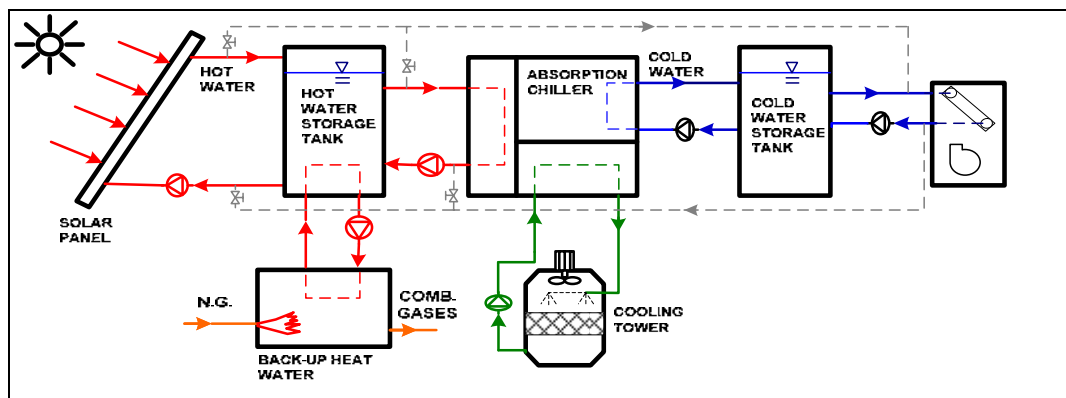 HOT
WATER
SOLAR
PANEL
HOT
WATER
STORAGE
TANK
ABSORPTION
CHILLER
COLD
WATER
COLD
WATER
STORAGE
TANK
N.G.
COMB.
GASES
BACK-UP HEAT
WATER
COOLING
TOWER